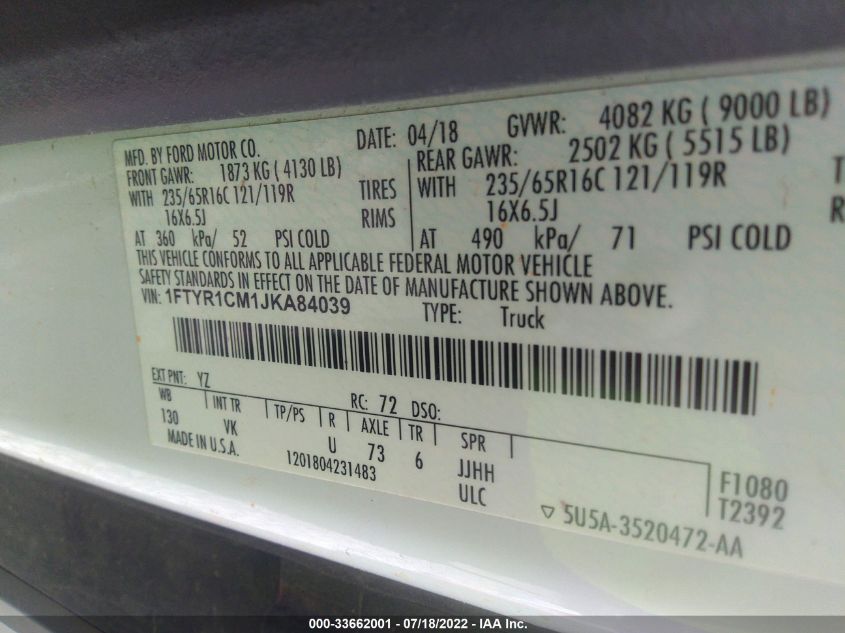 MFD. BY FORD MOTOR CO. DATE: 04/18 GVWR: 4082 KG ( 9000 LB)
FRONT GAWR: 1873 KG ( 4130 LB) REAR GAWR: 2502 KG ( 5515 LB)
WITH 235/65R16C 121/119R TIRES WITH 235/65R16C 121/119R T
16X6.5J RIMS 16X6.5J R
AT 360 kPa/ 52 PSI COLD AT 490 kPa/ 71 PSI COLD
THIS VEHICLE CONFORMS TO ALL APPLICABLE FEDERAL MOTOR VEHICLE
SAFETY STANDARDS IN EFFECT ON THE DATE OF MANUFACTURE SHOWN ABOVE.
VIN: 1FTYR1CM1JKA84039 TYPE: Truck
EXT PNT: YZ RC: 72 DSO:
WB INT TR TP/PS R AXLE TR SPR
130 VK U 73 6 JJHH
MADE IN U.S.A. 1201804231483 ULC
F1080
T2392
▽ 5U5A-3520472-AA
000-33662001 - 07/18/2022 - IAA Inc.